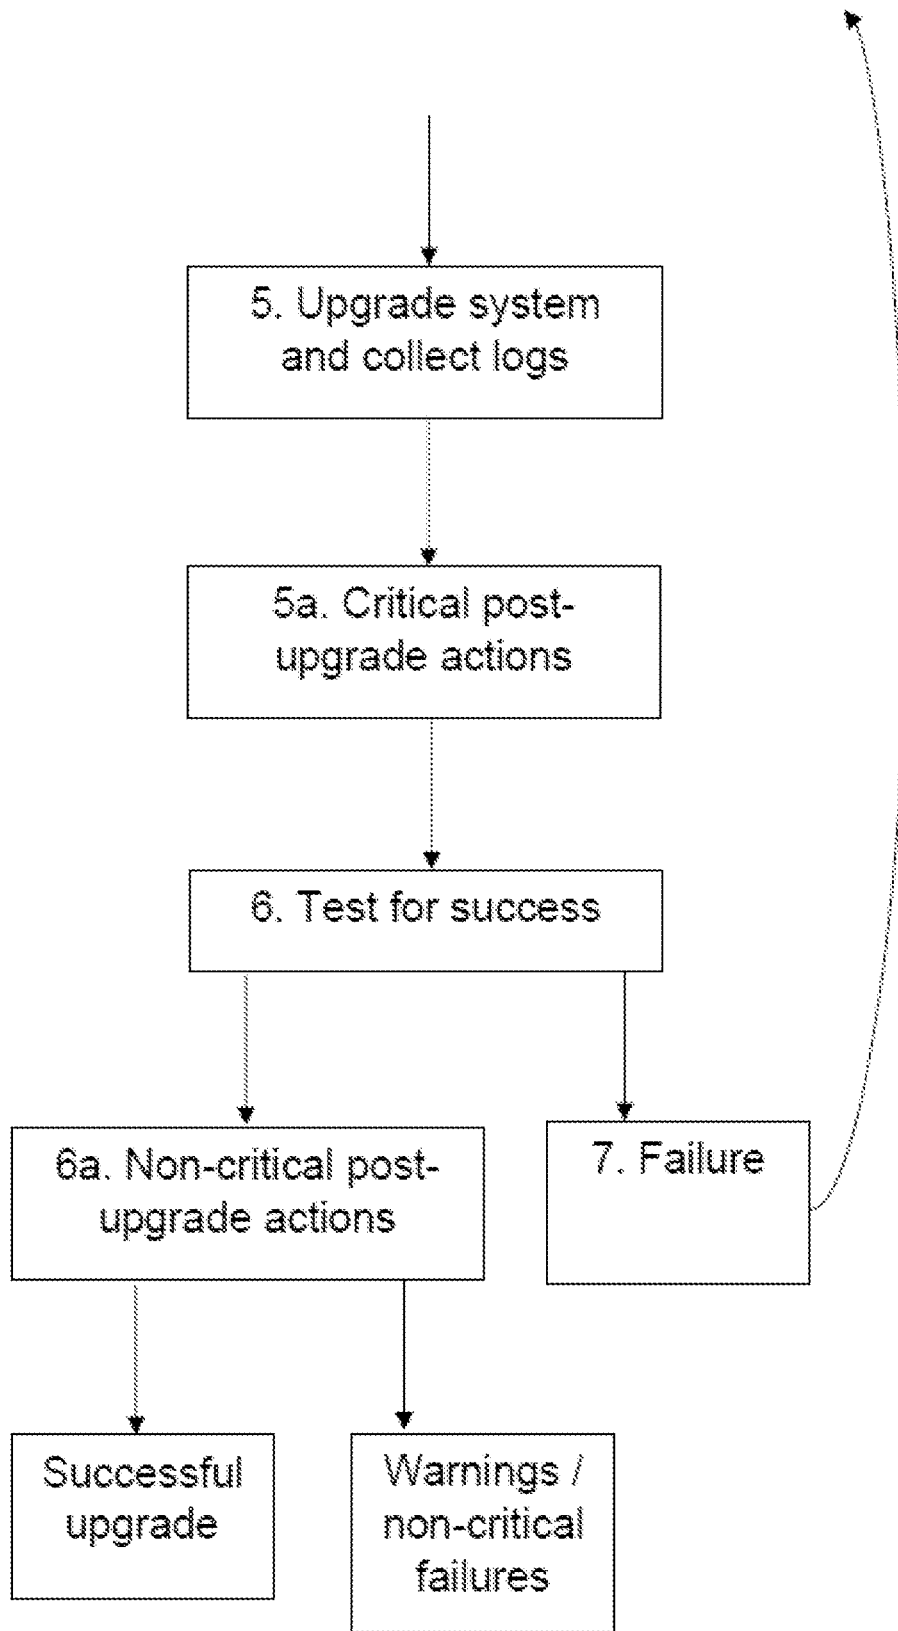 5. Upgrade system
and collect logs
5a. Critical post-
upgrade actions
6. Test for success
6a. Non-critical post-
upgrade actions
7. Failure
Successful
upgrade
Warnings /
non-critical
failures